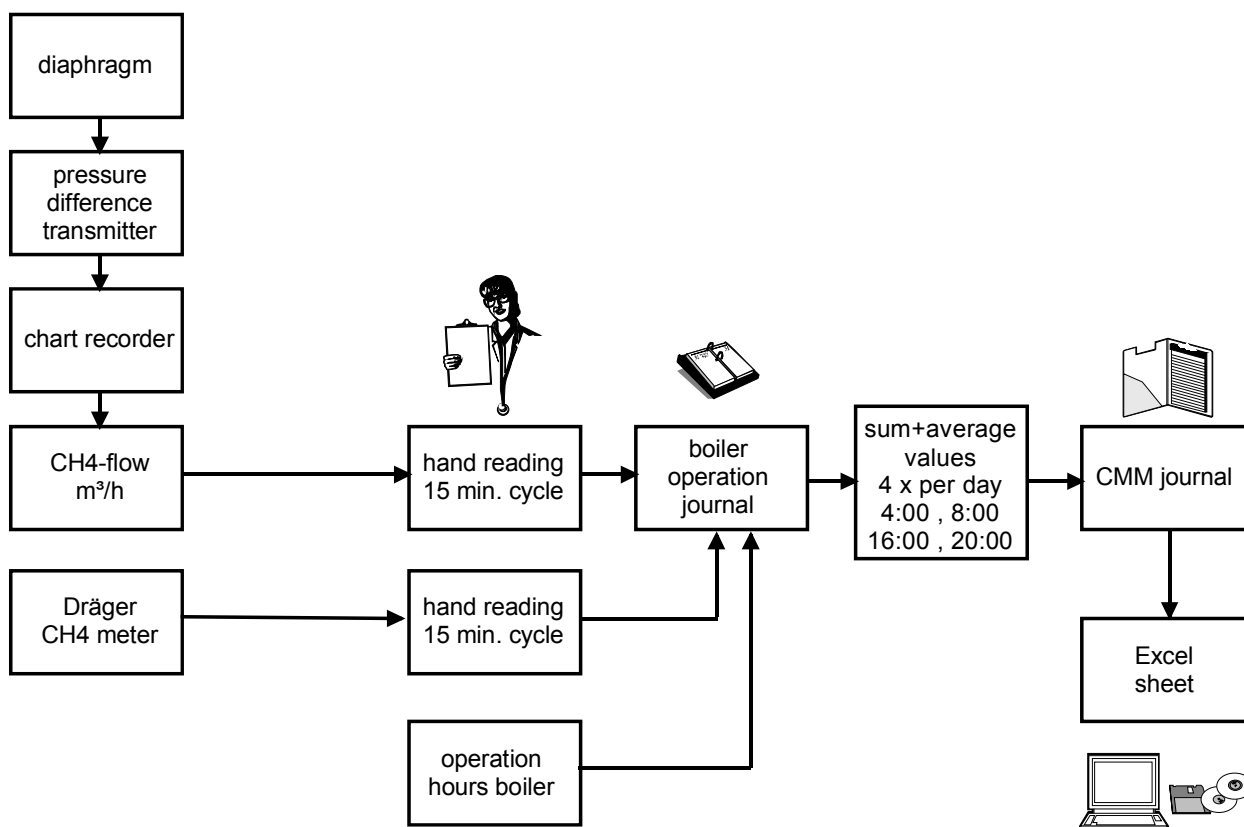 diaphragm
pressure
difference
transmitter
chart recorder
CH4-flow
m³/h
hand reading
15 min. cycle
boiler
operation
journal
sum+average
values
4 x per day
4:00 , 8:00
16:00 , 20:00
CMM journal
Dräger
CH4 meter
hand reading
15 min. cycle
Excel
sheet
operation
hours boiler